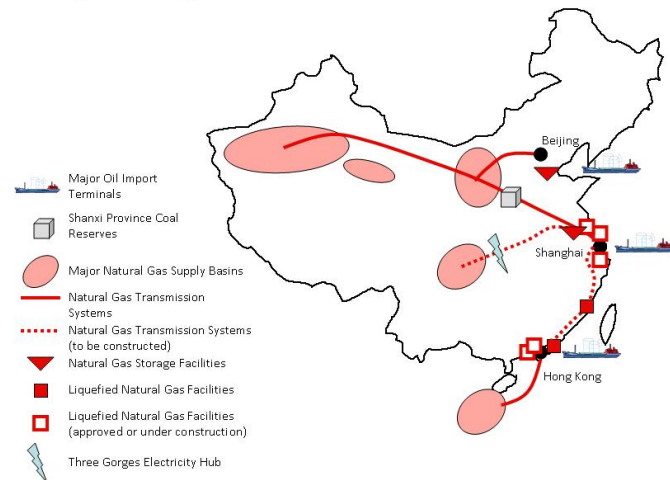 Beijing
Major Oil Import
Terminals
Shanxi Province Coal
Reserves
Shanghai
Major Natural Gas Supply Basins
Natural Gas Transmission
Systems
Natural Gas Transmission Systems
(to be constructed)
Natural Gas Storage Facilities
Hong Kong
Liquefied Natural Gas Facilities
Liquefied Natural Gas Facilities
(approved or under construction)
Three Gorges Electricity Hub